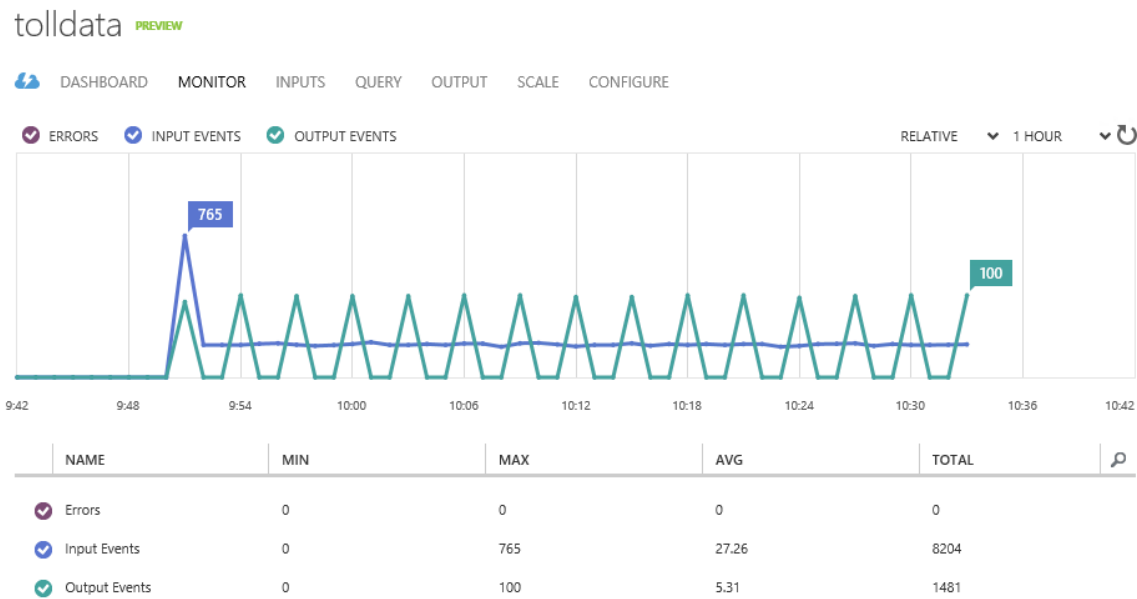 tolldata PREVIEW
DASHBOARD MONITOR INPUTS QUERY OUTPUT SCALE CONFIGURE
ERRORS INPUT EVENTS OUTPUT EVENTS RELATIVE 1 HOUR
765
100
9:42 9:48 9:54 10:00 10:06 10:12 10:18 10:24 10:30 10:36 10:42
NAME MIN MAX AVG TOTAL
Errors 0 0 0 0
Input Events 0 765 27.26 8204
Output Events 0 100 5.31 1481